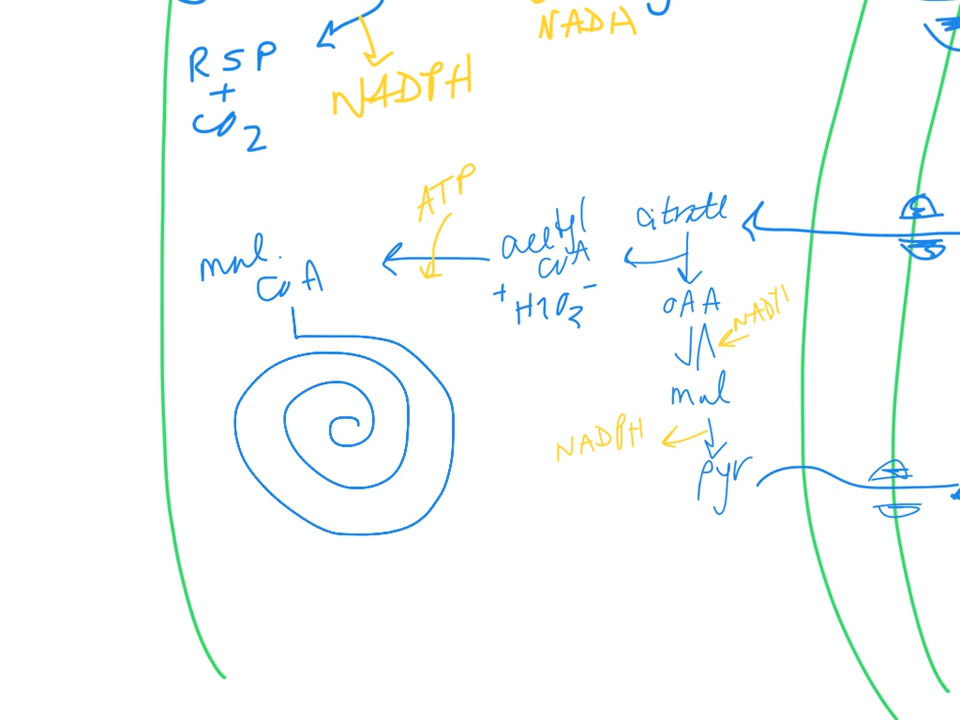 NADH
R5P
+
CO2
NADPH
ATP
citrate
acetyl
CoA
+ HCO3-
mal.
CoA
OAA
NADH
mal
NADPH
pyr